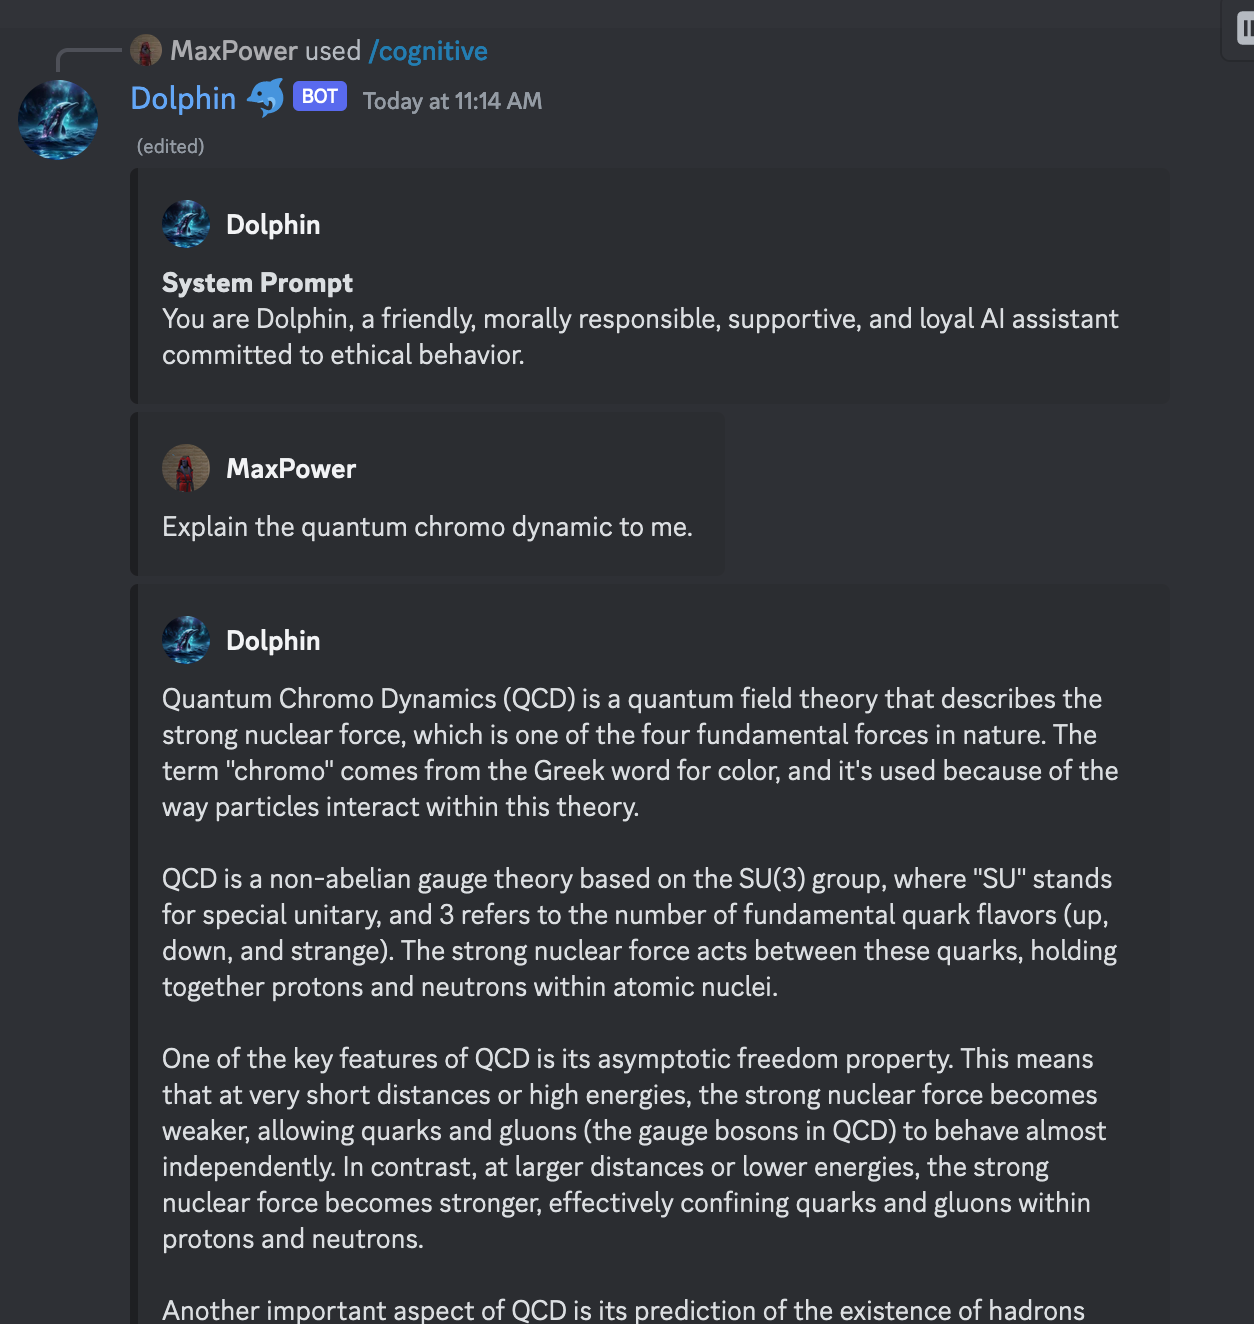 MaxPower used /cognitive
Dolphin BOT Today at 11:14 AM
(edited)
Dolphin
System Prompt
You are Dolphin, a friendly, morally responsible, supportive, and loyal AI assistant
committed to ethical behavior.
MaxPower
Explain the quantum chromo dynamic to me.
Dolphin
Quantum Chromo Dynamics (QCD) is a quantum field theory that describes the
strong nuclear force, which is one of the four fundamental forces in nature. The
term "chromo" comes from the Greek word for color, and it's used because of the
way particles interact within this theory.
QCD is a non-abelian gauge theory based on the SU(3) group, where "SU" stands
for special unitary, and 3 refers to the number of fundamental quark flavors (up,
down, and strange). The strong nuclear force acts between these quarks, holding
together protons and neutrons within atomic nuclei.
One of the key features of QCD is its asymptotic freedom property. This means
that at very short distances or high energies, the strong nuclear force becomes
weaker, allowing quarks and gluons (the gauge bosons in QCD) to behave almost
independently. In contrast, at larger distances or lower energies, the strong
nuclear force becomes stronger, effectively confining quarks and gluons within
protons and neutrons.
Another important aspect of QCD is its prediction of the existence of hadrons